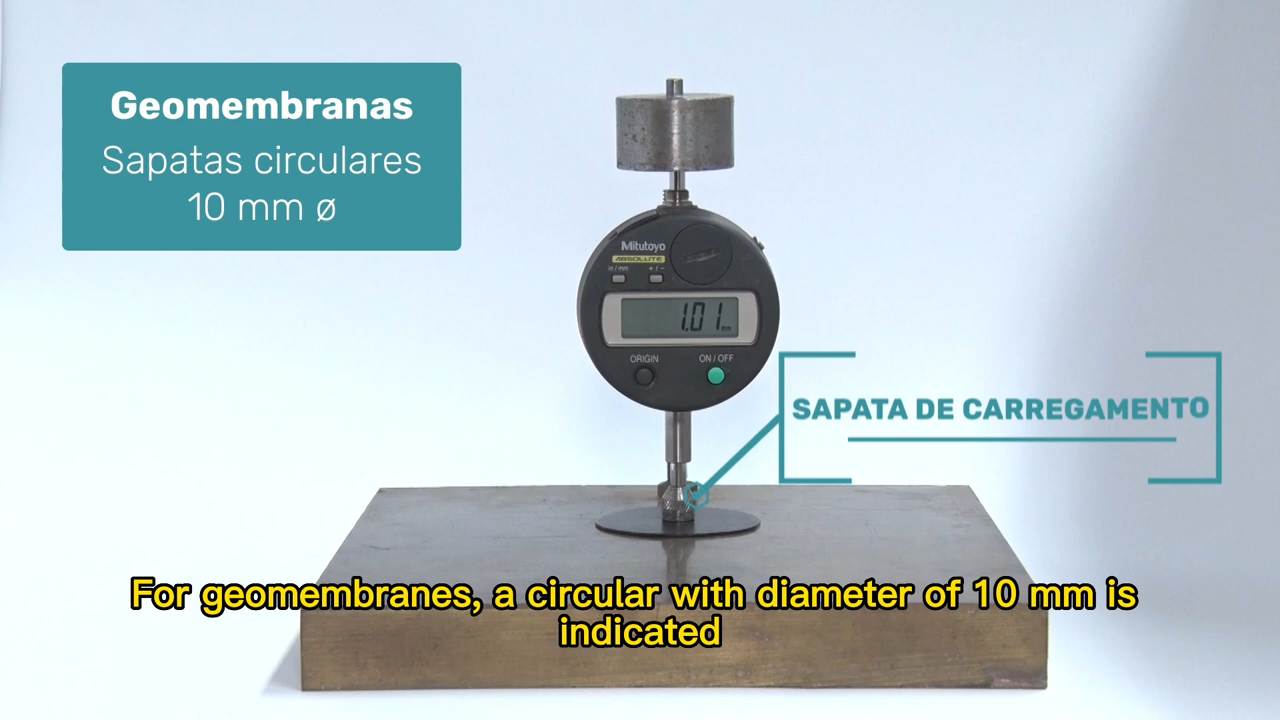 Geomembranas
Sapatas circulares
10 mm ø
Mitutoyo
ABSOLUTE
in / mm
+ / −
1.01 mm
ORIGIN
ON / OFF
SAPATA DE CARREGAMENTO
For geomembranes, a circular with diameter of 10 mm is
indicated